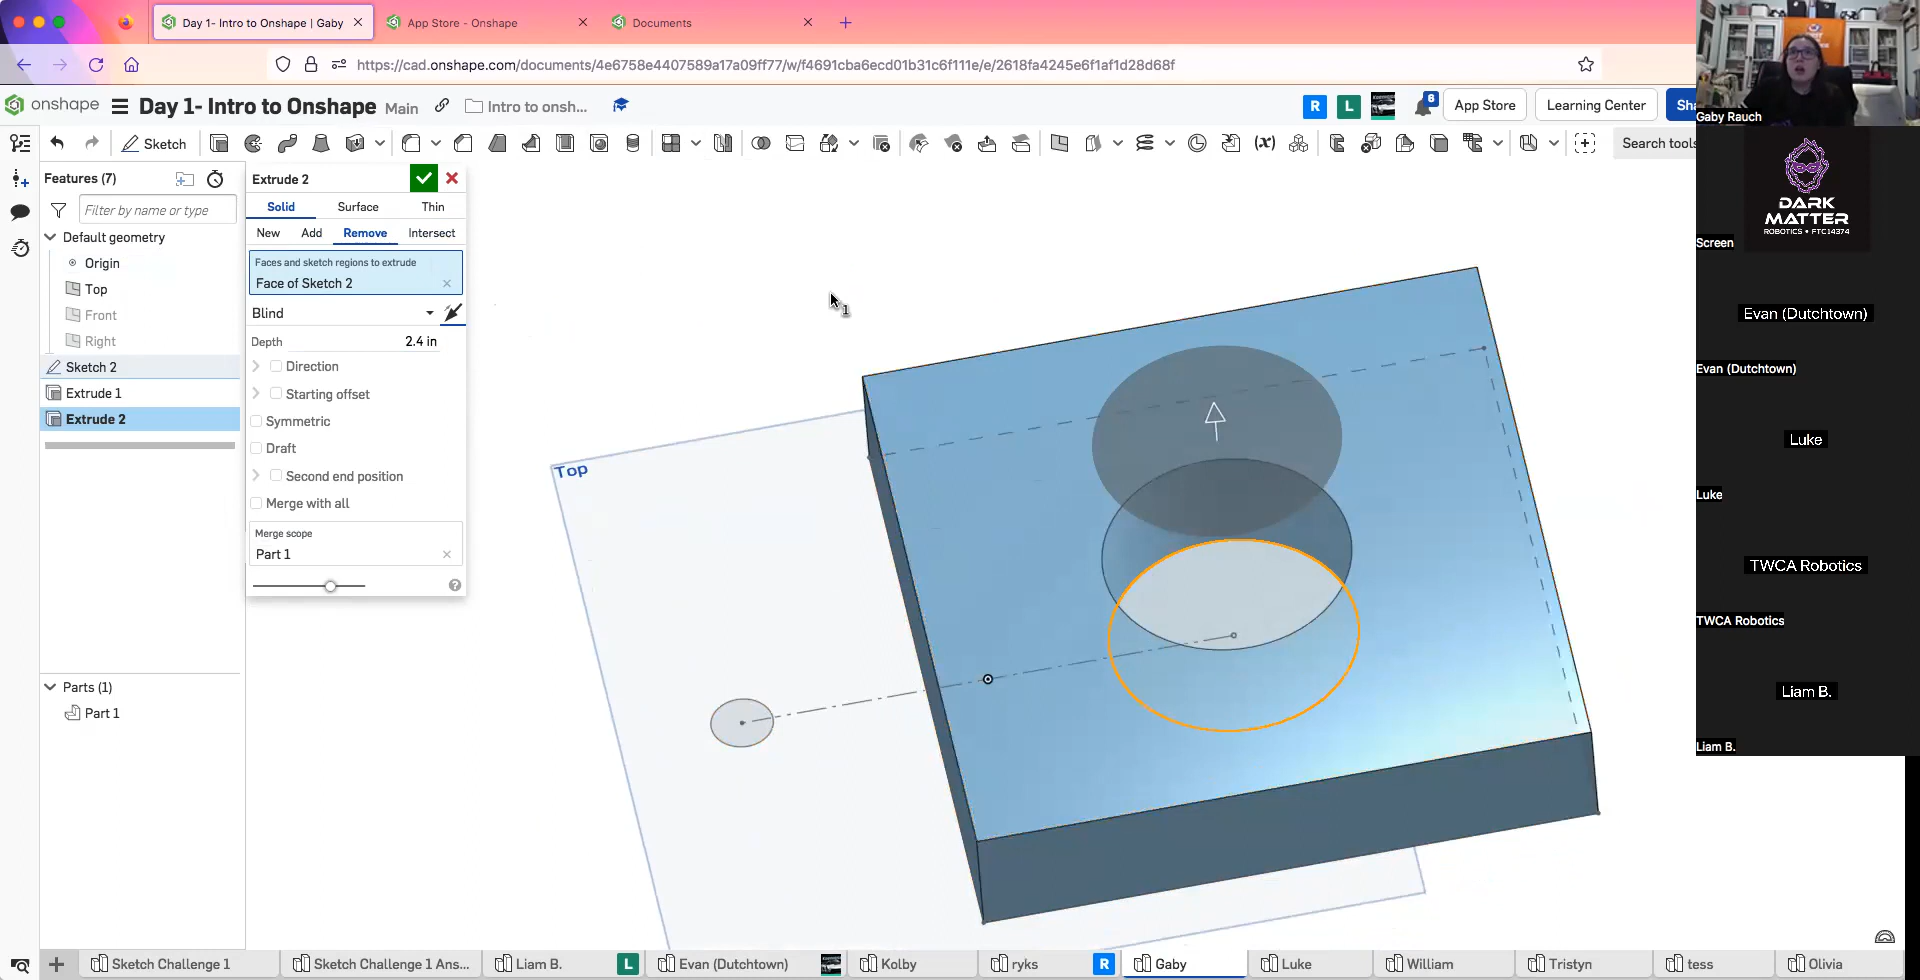 Day 1- Intro to Onshape | Gaby
App Store - Onshape
Documents
https://cad.onshape.com/documents/4e6758e4407589a17a09ff77/w/f4691cba6ecd01b31c6f111e/e/2618fa4245e6f1af1d28d68f
onshape
Day 1- Intro to Onshape
Main
Intro to onsh...
R
L
6
App Store
Learning Center
Sha
Gaby Rauch
Sketch
(x)
Search tools
Features (7)
Filter by name or type
Default geometry
Origin
Top
Front
Right
Sketch 2
Extrude 1
Extrude 2
Parts (1)
Part 1
Extrude 2
Solid
Surface
Thin
New
Add
Remove
Intersect
Faces and sketch regions to extrude
Face of Sketch 2
Blind
Depth
2.4 in
Direction
Starting offset
Symmetric
Draft
Second end position
Merge with all
Merge scope
Part 1
1
Top
DARK
MATTER
ROBOTICS • FTC14374
Screen
Evan (Dutchtown)
Evan (Dutchtown)
Luke
Luke
TWCA Robotics
TWCA Robotics
Liam B.
Liam B.
Sketch Challenge 1
Sketch Challenge 1 Ans...
Liam B.
L
Evan (Dutchtown)
Kolby
ryks
R
Gaby
Luke
William
Tristyn
tess
Olivia